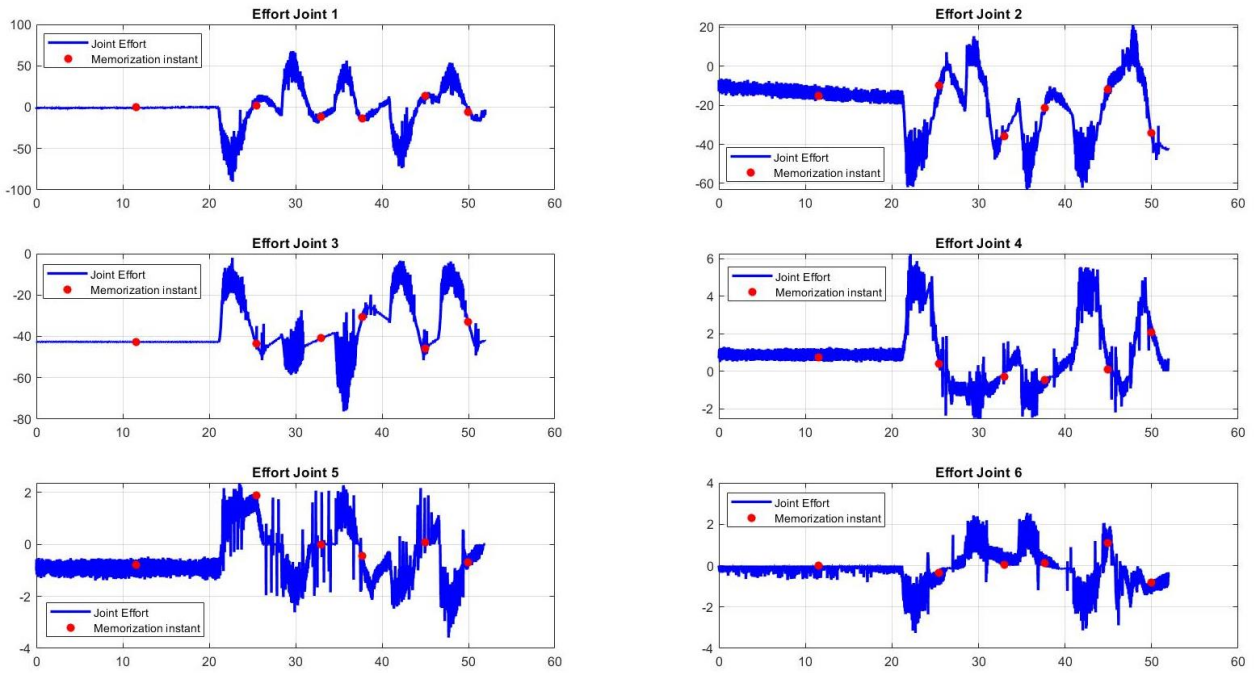 Effort Joint 1
100
50
0
-50
-100
Joint Effort
Memorization instant
0 10 20 30 40 50 60
Effort Joint 2
20
0
-20
-40
-60
Joint Effort
Memorization instant
0 10 20 30 40 50 60
Effort Joint 3
0
-20
-40
-60
-80
Joint Effort
Memorization instant
0 10 20 30 40 50 60
Effort Joint 4
6
4
2
0
-2
Joint Effort
Memorization instant
0 10 20 30 40 50 60
Effort Joint 5
2
0
-2
-4
Joint Effort
Memorization instant
0 10 20 30 40 50 60
Effort Joint 6
4
2
0
-2
-4
Joint Effort
Memorization instant
0 10 20 30 40 50 60